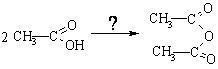 2 CH₃—C O OH ? CH₃—C O O CH₃—C O